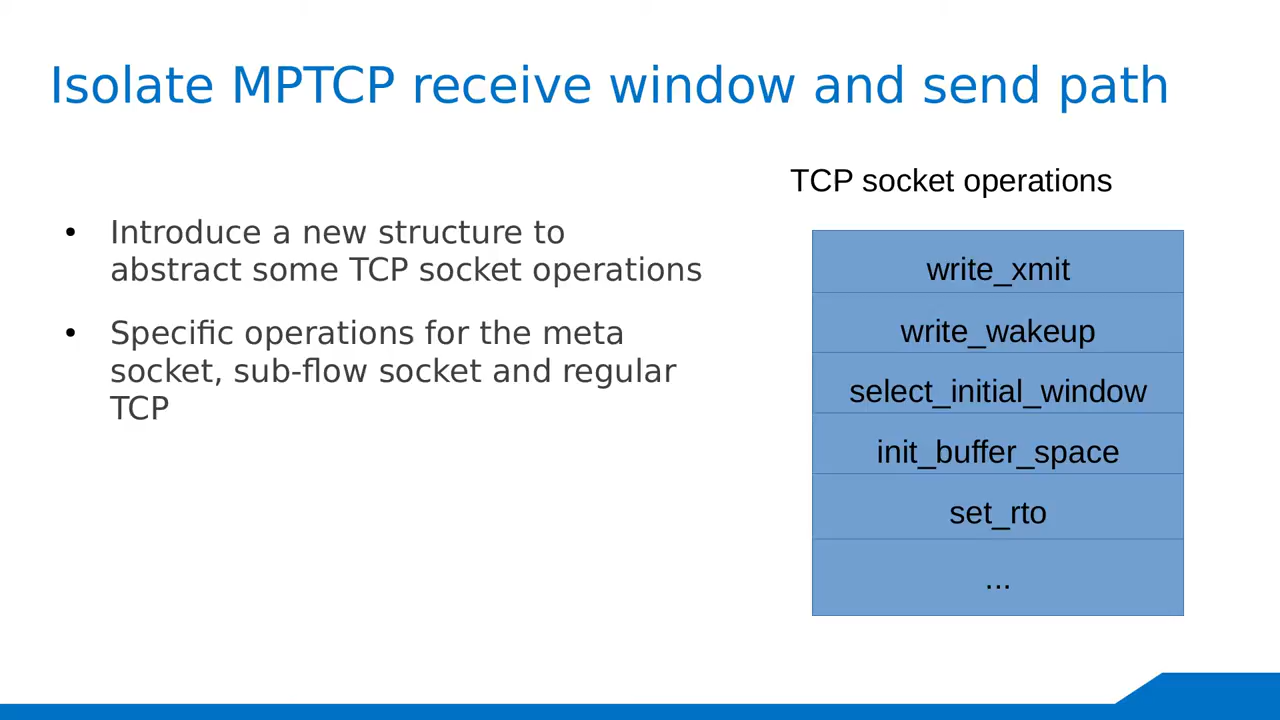 Isolate MPTCP receive window and send path
• Introduce a new structure to
abstract some TCP socket operations
• Specific operations for the meta
socket, sub-flow socket and regular
TCP
TCP socket operations
write_xmit
write_wakeup
select_initial_window
init_buffer_space
set_rto
...